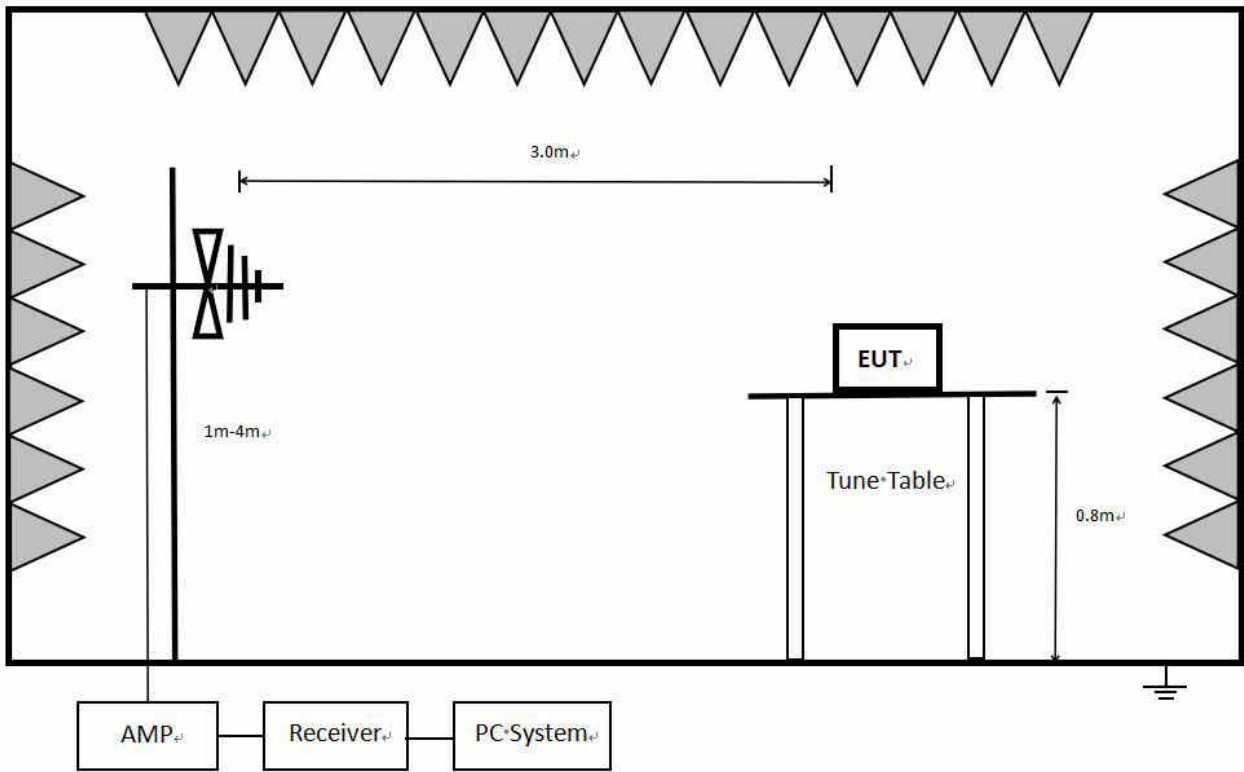 3.0m
EUT
1m-4m
Tune Table
0.8m
AMP
Receiver
PC System